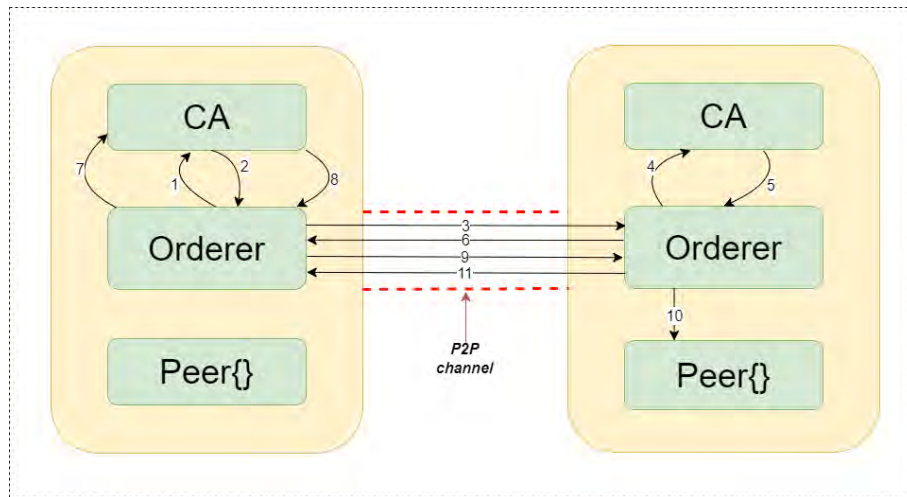 CA
CA
7
1
2
8
4
5
Orderer
3
6
9
11
Orderer
10
P2P
channel
Peer{}
Peer{}